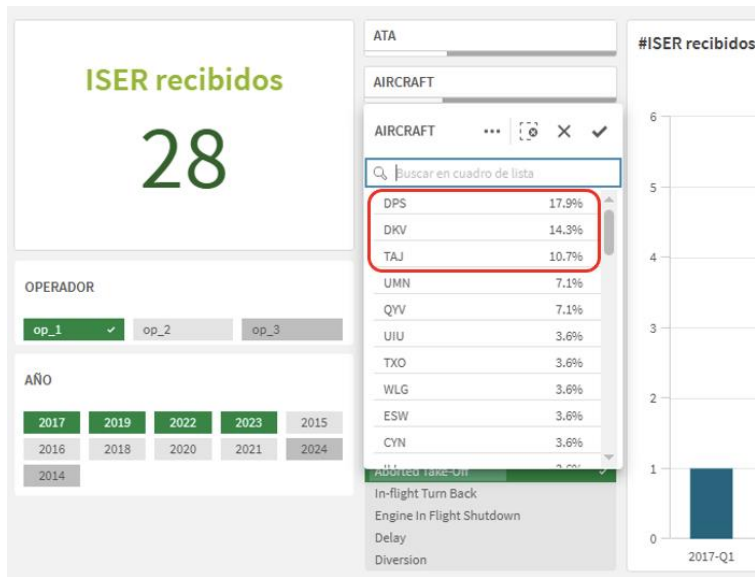 ISER recibidos
28
OPERADOR
op_1 op_2 op_3
AÑO
2017 2019 2022 2023 2015
2016 2018 2020 2021 2024
2014
ATA
AIRCRAFT
AIRCRAFT
Buscar en cuadro de lista
DPS 17.9%
DKV 14.3%
TAJ 10.7%
UMN 7.1%
QYV 7.1%
UIU 3.6%
TXO 3.6%
WLG 3.6%
ESW 3.6%
CYN 3.6%
3.6%
Aborted Take-Off
In-flight Turn Back
Engine In Flight Shutdown
Delay
Diversion
#ISER recibidos
6
5
4
3
2
1
0
2017-Q1